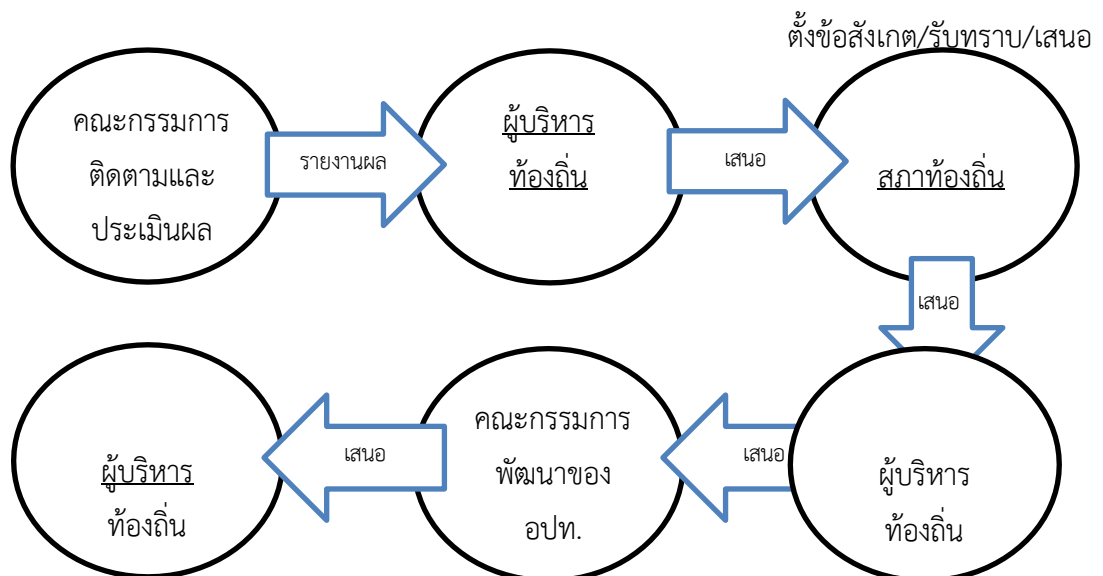 ตั้งข้อสังเกต/รับทราบ/เสนอ
คณะกรรมการ
ติดตามและ
ประเมินผล
รายงานผล
ผู้บริหาร
ท้องถิ่น
เสนอ
สภาท้องถิ่น
เสนอ
ผู้บริหาร
ท้องถิ่น
เสนอ
คณะกรรมการ
พัฒนาของ
อปท.
เสนอ
ผู้บริหาร
ท้องถิ่น